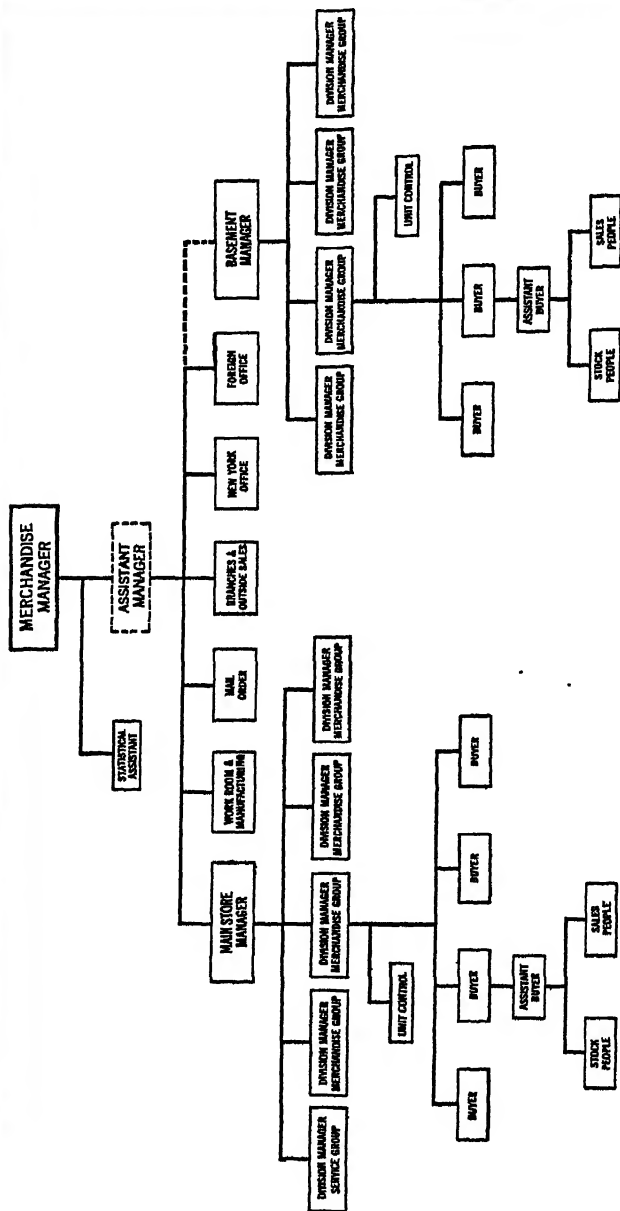 MERCHANDISE
MANAGER
STATISTICAL
ASSISTANT
ASSISTANT
MANAGER
MAIN STORE
MANAGER
WORK ROOM &
MANUFACTURING
MAIL
ORDER
BRANCHES &
OUTSIDE SALES
NEW YORK
OFFICE
FOREIGN
OFFICE
BASEMENT
MANAGER
DIVISION MANAGER
SERVICE GROUP
DIVISION MANAGER
MERCHANDISE GROUP
DIVISION MANAGER
MERCHANDISE GROUP
DIVISION MANAGER
MERCHANDISE GROUP
DIVISION MANAGER
MERCHANDISE GROUP
DIVISION MANAGER
MERCHANDISE GROUP
DIVISION MANAGER
MERCHANDISE GROUP
DIVISION MANAGER
MERCHANDISE GROUP
DIVISION MANAGER
MERCHANDISE GROUP
UNIT CONTROL
UNIT CONTROL
BUYER
BUYER
BUYER
BUYER
BUYER
BUYER
BUYER
ASSISTANT
BUYER
ASSISTANT
BUYER
STOCK
PEOPLE
SALES
PEOPLE
STOCK
PEOPLE
SALES
PEOPLE